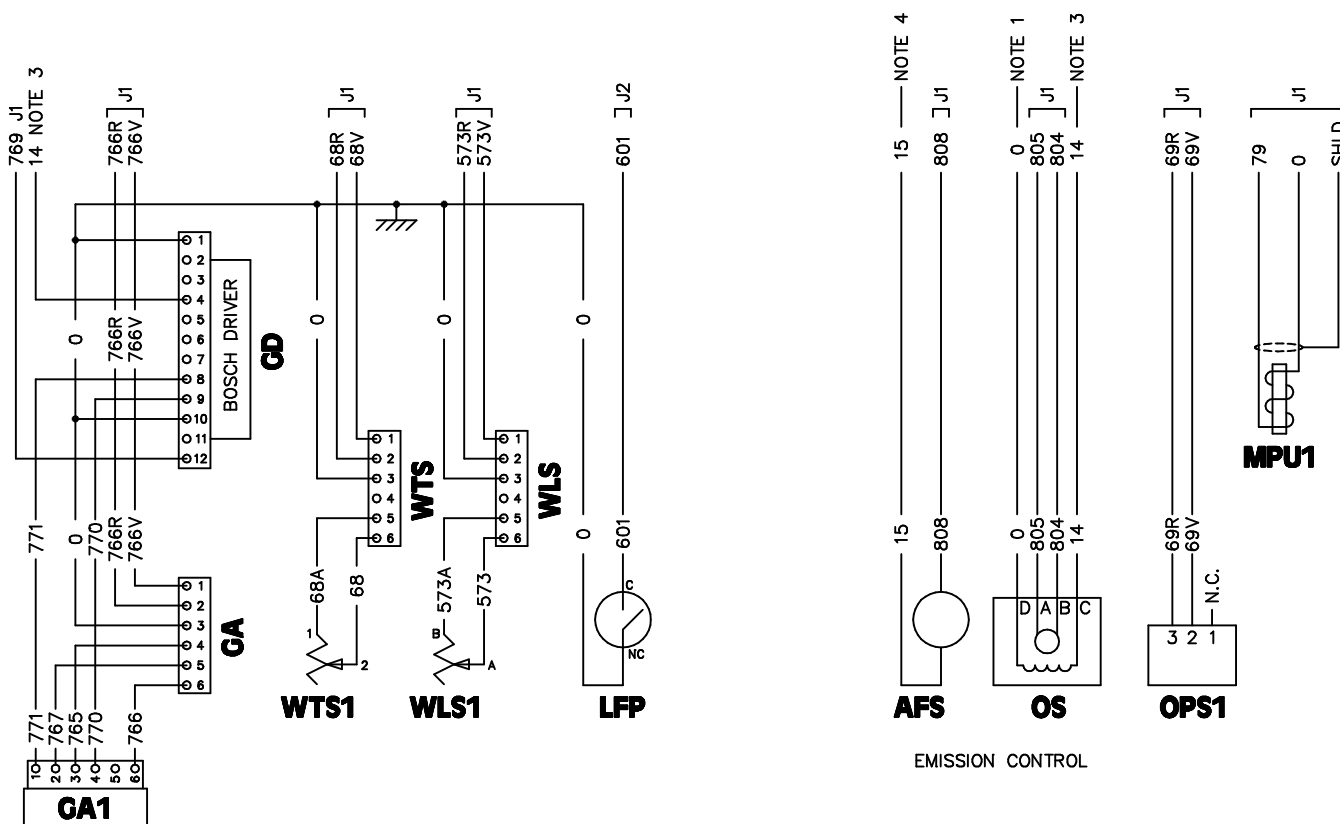 769 J1
14 NOTE 3
766R
766V
J1
68R
68V
J1
573R
573V
J1
601
J2
15 NOTE 4
808
J1
0 NOTE 1
805
804
J1
14 NOTE 3
69R
69V
J1
79
0
SHLD
J1
1
2
3
4
5
6
7
8
9
10
11
12
BOSCH DRIVER
GD
0
766R
766V
0
0
0
1
2
3
4
5
6
WTS
1
2
3
4
5
6
WLS
MPU1
771
0
770
766R
766V
0
601
15
808
0
805
804
14
69R
69V
N.C.
1
2
3
4
5
6
GA
68A
68
1
2
WTS1
573A
573
B
A
WLS1
C
NC
LFP
AFS
D A B C
OS
3 2 1
OPS1
771
767
765
770
766
1
2
3
4
5
6
GA1
EMISSION CONTROL